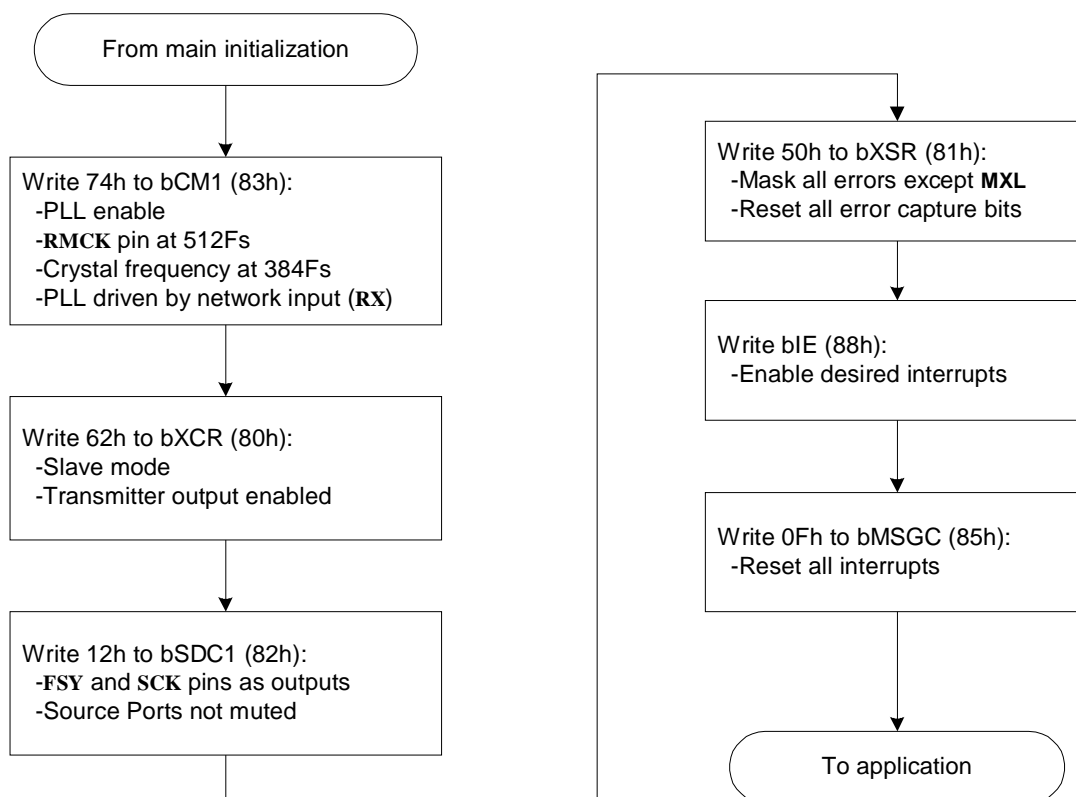 From main initialization
Write 74h to bCM1 (83h):
-PLL enable
-RMCK pin at 512Fs
-Crystal frequency at 384Fs
-PLL driven by network input (RX)
Write 62h to bXCR (80h):
-Slave mode
-Transmitter output enabled
Write 12h to bSDC1 (82h):
-FSY and SCK pins as outputs
-Source Ports not muted
Write 50h to bXSR (81h):
-Mask all errors except MXL
-Reset all error capture bits
Write bIE (88h):
-Enable desired interrupts
Write 0Fh to bMSGC (85h):
-Reset all interrupts
To application